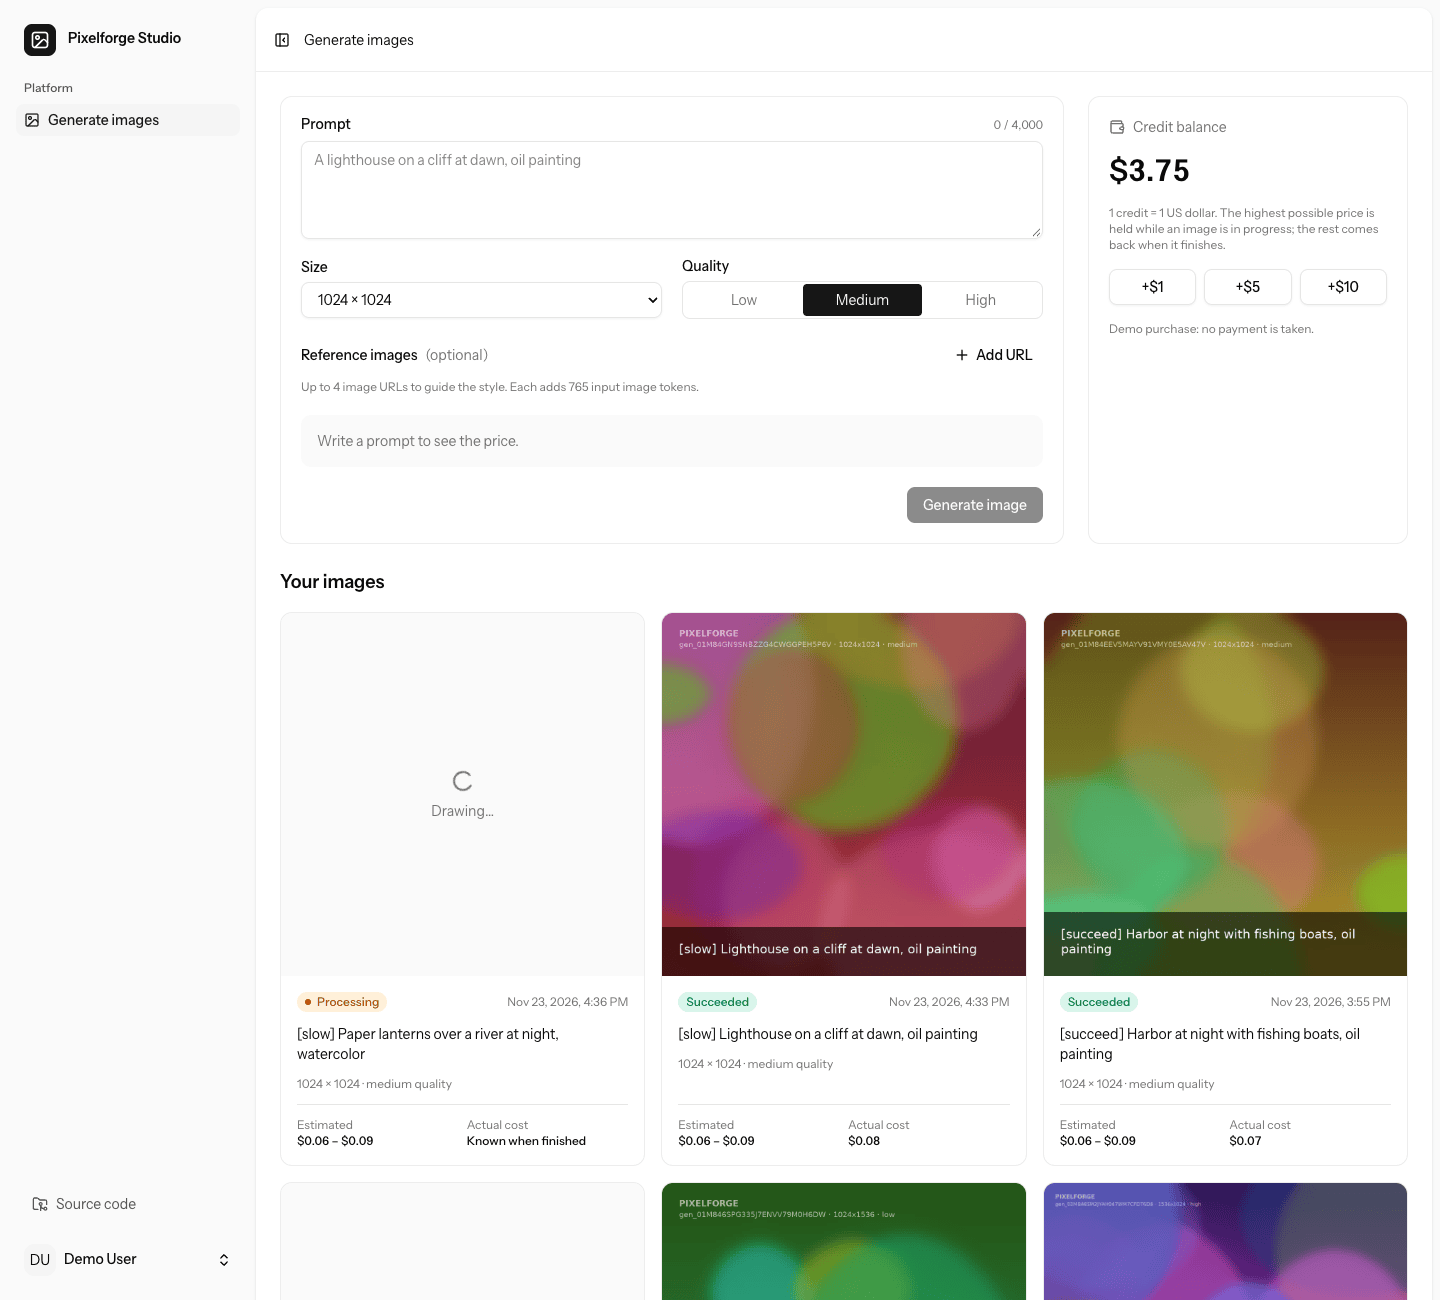 Pixelforge Studio
Platform
Generate images
Source code
DU
Demo User
Generate images
Prompt
0 / 4,000
A lighthouse on a cliff at dawn, oil painting
Size
Quality
1024 × 1024
Low
Medium
High
Reference images (optional)
+ Add URL
Up to 4 image URLs to guide the style. Each adds 765 input image tokens.
Write a prompt to see the price.
Generate image
Credit balance
$3.75
1 credit = 1 US dollar. The highest possible price is
held while an image is in progress; the rest comes
back when it finishes.
+$1
+$5
+$10
Demo purchase: no payment is taken.
Your images
Drawing...
Processing
Nov 23, 2026, 4:36 PM
[slow] Paper lanterns over a river at night,
watercolor
1024 × 1024 · medium quality
Estimated
Actual cost
$0.06 – $0.09
Known when finished
PIXELFORGE
· 1024x1024 · medium
[slow] Lighthouse on a cliff at dawn, oil painting
Succeeded
Nov 23, 2026, 4:33 PM
[slow] Lighthouse on a cliff at dawn, oil painting
1024 × 1024 · medium quality
Estimated
Actual cost
$0.06 – $0.09
$0.08
PIXELFORGE
· 1024x1024 · medium
[succeed] Harbor at night with fishing boats, oil
painting
Succeeded
Nov 23, 2026, 3:55 PM
[succeed] Harbor at night with fishing boats, oil
painting
1024 × 1024 · medium quality
Estimated
Actual cost
$0.06 – $0.09
$0.07
PIXELFORGE
· 1024x1536 · low
PIXELFORGE
· 1536x1024 · high